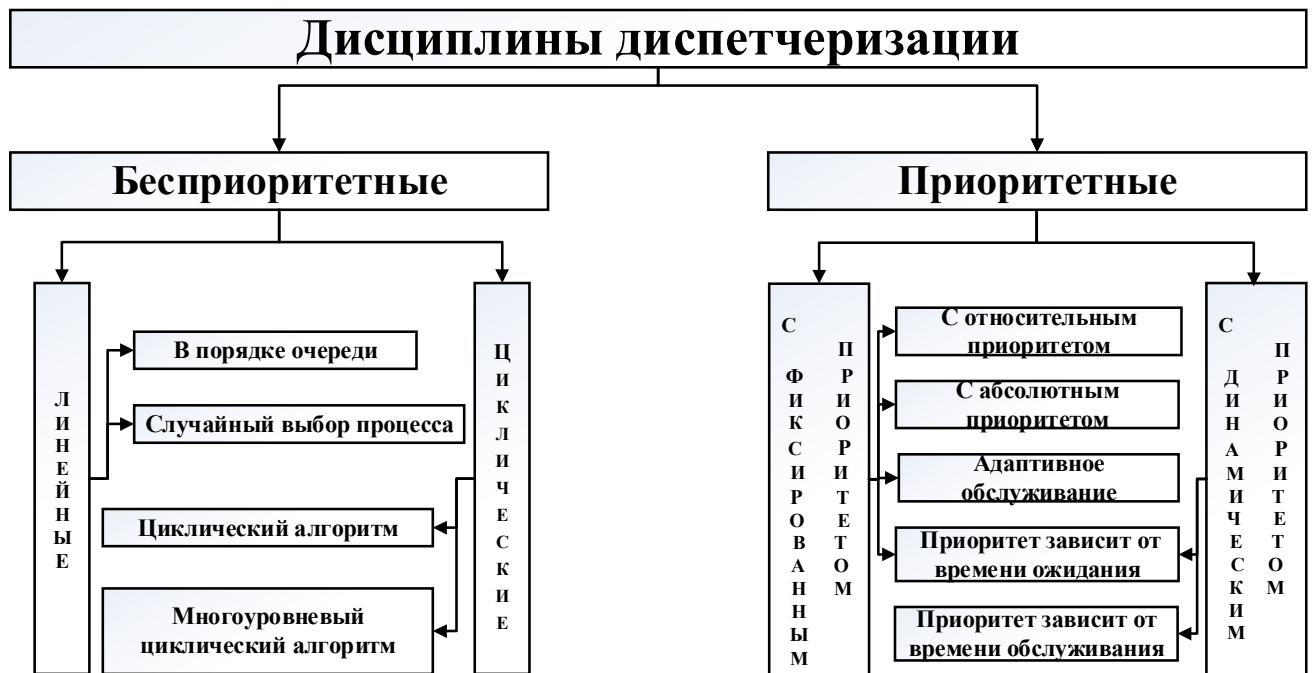 Дисциплины диспетчеризации
Бесприоритетные
Приоритетные
ЛИНЕЙНЫЕ
В порядке очереди
Случайный выбор процесса
Циклический алгоритм
Многоуровневый
циклический алгоритм
ЦИКЛИЧЕСКИЕ
С ФИКСИРОВАННЫМ
ПРИОРИТЕТОМ
С относительным
приоритетом
С абсолютным
приоритетом
Адаптивное
обслуживание
Приоритет зависит от
времени ожидания
Приоритет зависит от
времени обслуживания
С ДИНАМИЧЕСКИМ
ПРИОРИТЕТОМ